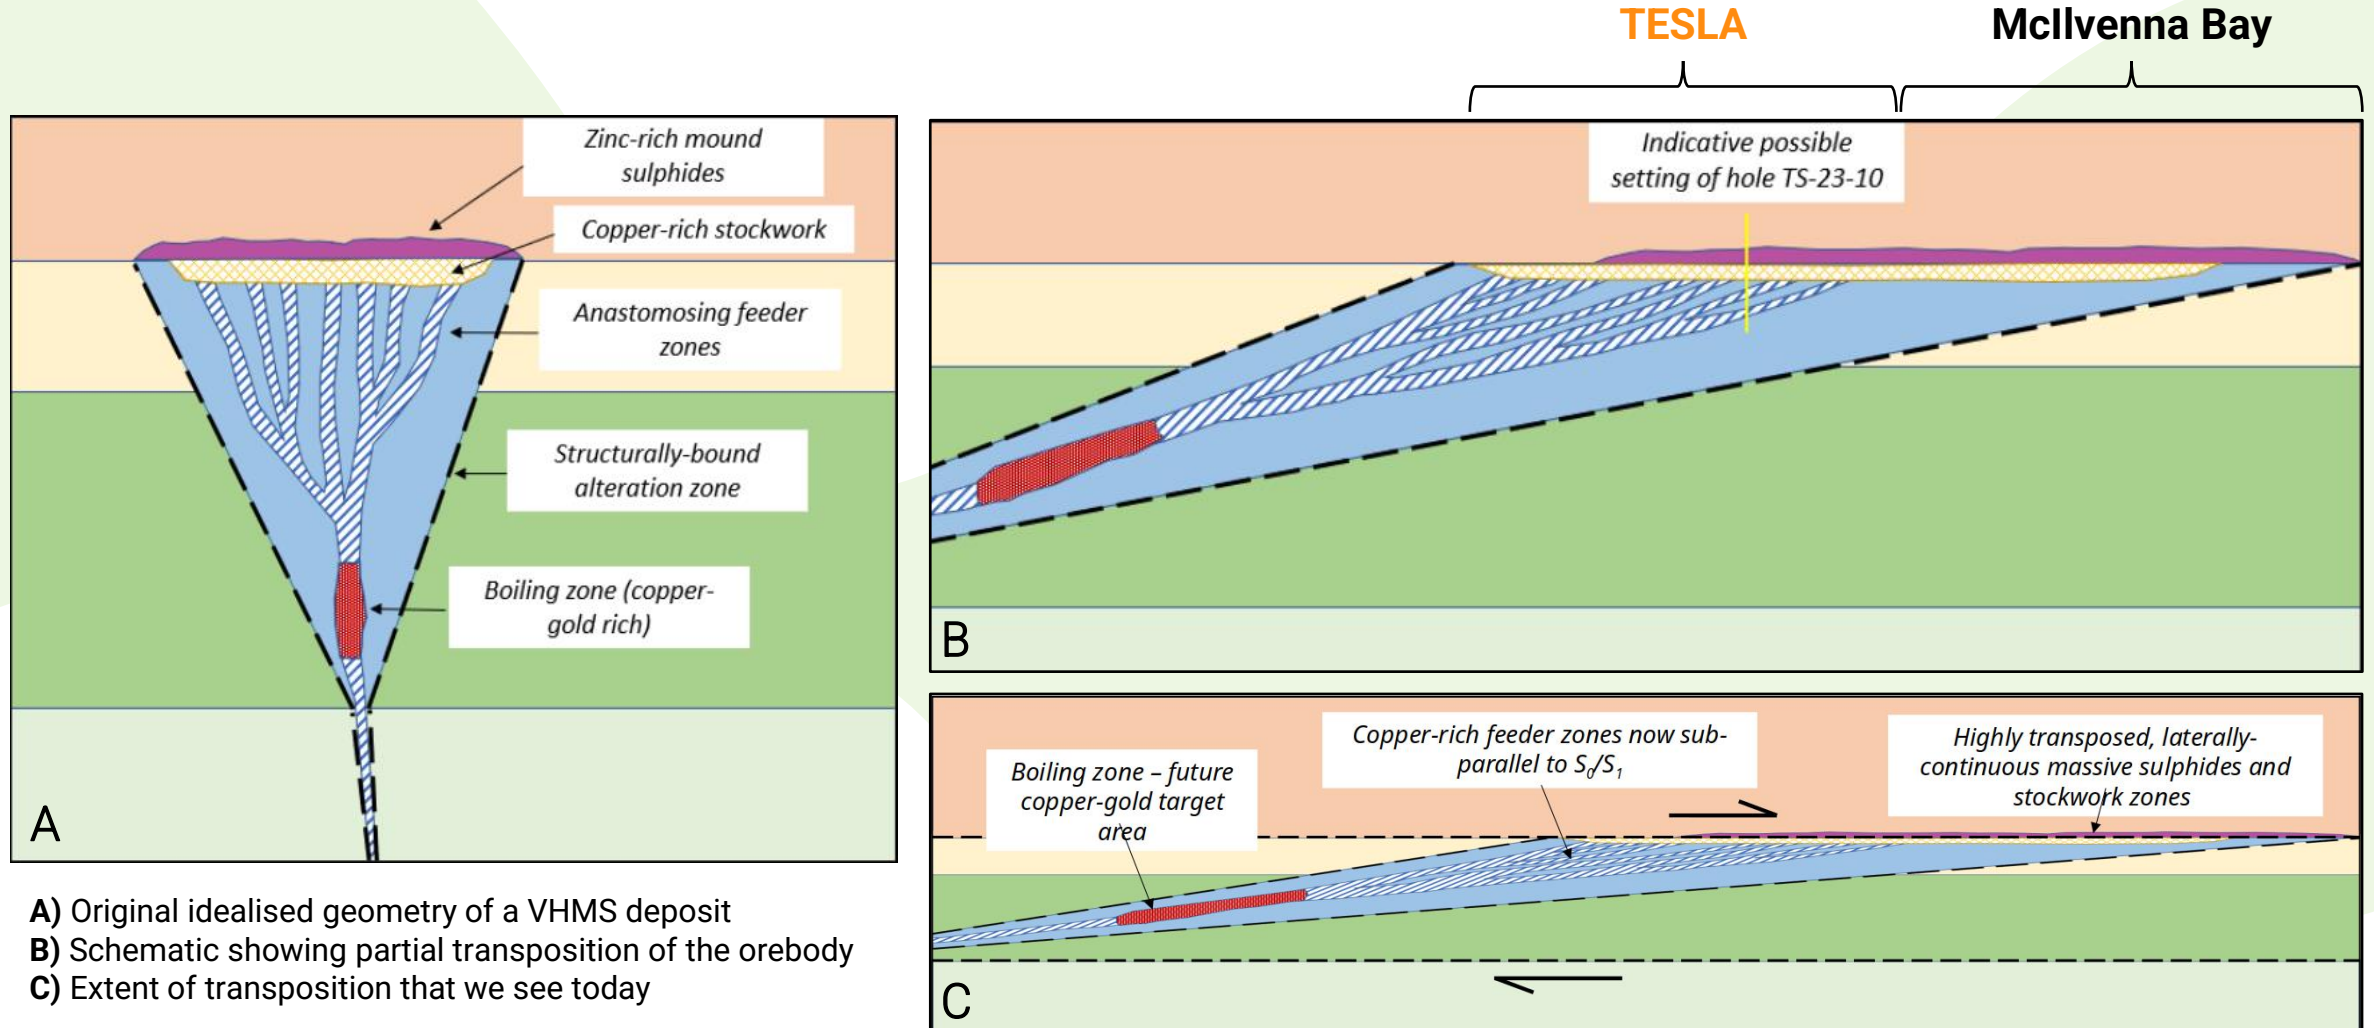 TESLA
McIlvenna Bay
Zinc-rich mound
sulphides
Copper-rich stockwork
Anastomosing feeder
zones
Structurally-bound
alteration zone
Boiling zone (copper-
gold rich)
A
Indicative possible
setting of hole TS-23-10
B
Boiling zone – future
copper-gold target
area
Copper-rich feeder zones now sub-
parallel to S₀/S₁
Highly transposed, laterally-
continuous massive sulphides and
stockwork zones
C
A) Original idealised geometry of a VHMS deposit
B) Schematic showing partial transposition of the orebody
C) Extent of transposition that we see today